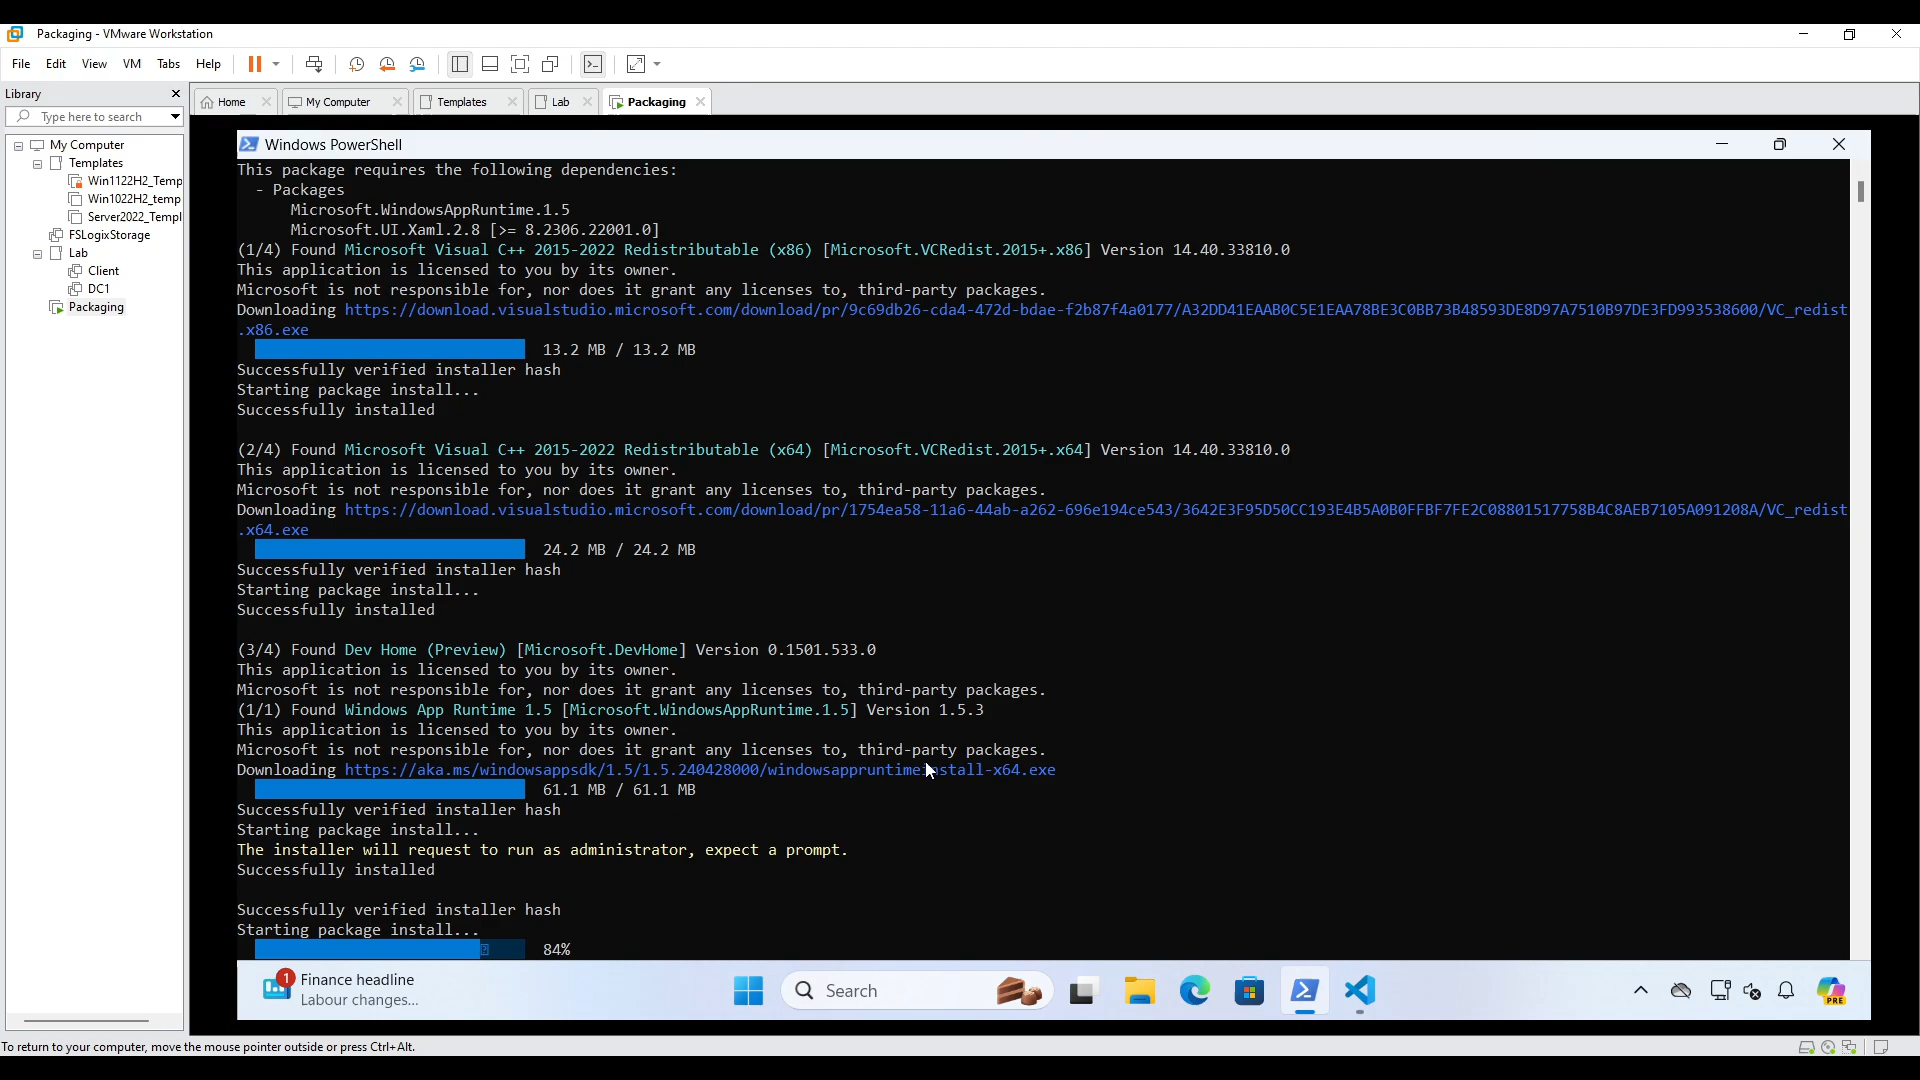 Packaging - VMware Workstation
File Edit View VM Tabs Help
Library
Type here to search
Home
My Computer
Templates
Lab
Packaging
My Computer
Templates
Win1122H2_Temp
Win1022H2_temp
Server2022_Templ
FSLogixStorage
Lab
Client
DC1
Packaging
Windows PowerShell
This package requires the following dependencies:
- Packages
Microsoft.WindowsAppRuntime.1.5
Microsoft.UI.Xaml.2.8 [>= 8.2306.22001.0]
(1/4) Found Microsoft Visual C++ 2015-2022 Redistributable (x86) [Microsoft.VCRedist.2015+.x86] Version 14.40.33810.0
This application is licensed to you by its owner.
Microsoft is not responsible for, nor does it grant any licenses to, third-party packages.
Downloading https://download.visualstudio.microsoft.com/download/pr/9c69db26-cda4-472d-bdae-f2b87f4a0177/A32DD41EAAB0C5E1EAA78BE3C0BB73B48593DE8D97A7510B97DE3FD993538600/VC_redist
.x86.exe
13.2 MB / 13.2 MB
Successfully verified installer hash
Starting package install...
Successfully installed
(2/4) Found Microsoft Visual C++ 2015-2022 Redistributable (x64) [Microsoft.VCRedist.2015+.x64] Version 14.40.33810.0
This application is licensed to you by its owner.
Microsoft is not responsible for, nor does it grant any licenses to, third-party packages.
Downloading https://download.visualstudio.microsoft.com/download/pr/1754ea58-11a6-44ab-a262-696e194ce543/3642E3F95D50CC193E4B5A0B0FFBF7FE2C08801517758B4C8AEB7105A091208A/VC_redist
.x64.exe
24.2 MB / 24.2 MB
Successfully verified installer hash
Starting package install...
Successfully installed
(3/4) Found Dev Home (Preview) [Microsoft.DevHome] Version 0.1501.533.0
This application is licensed to you by its owner.
Microsoft is not responsible for, nor does it grant any licenses to, third-party packages.
(1/1) Found Windows App Runtime 1.5 [Microsoft.WindowsAppRuntime.1.5] Version 1.5.3
This application is licensed to you by its owner.
Microsoft is not responsible for, nor does it grant any licenses to, third-party packages.
Downloading https://aka.ms/windowsappsdk/1.5/1.5.240428000/windowsappruntimeinstall-x64.exe
61.1 MB / 61.1 MB
Successfully verified installer hash
Starting package install...
The installer will request to run as administrator, expect a prompt.
Successfully installed
Successfully verified installer hash
Starting package install...
84%
1
Finance headline
Labour changes...
Search
PRE
To return to your computer, move the mouse pointer outside or press Ctrl+Alt.